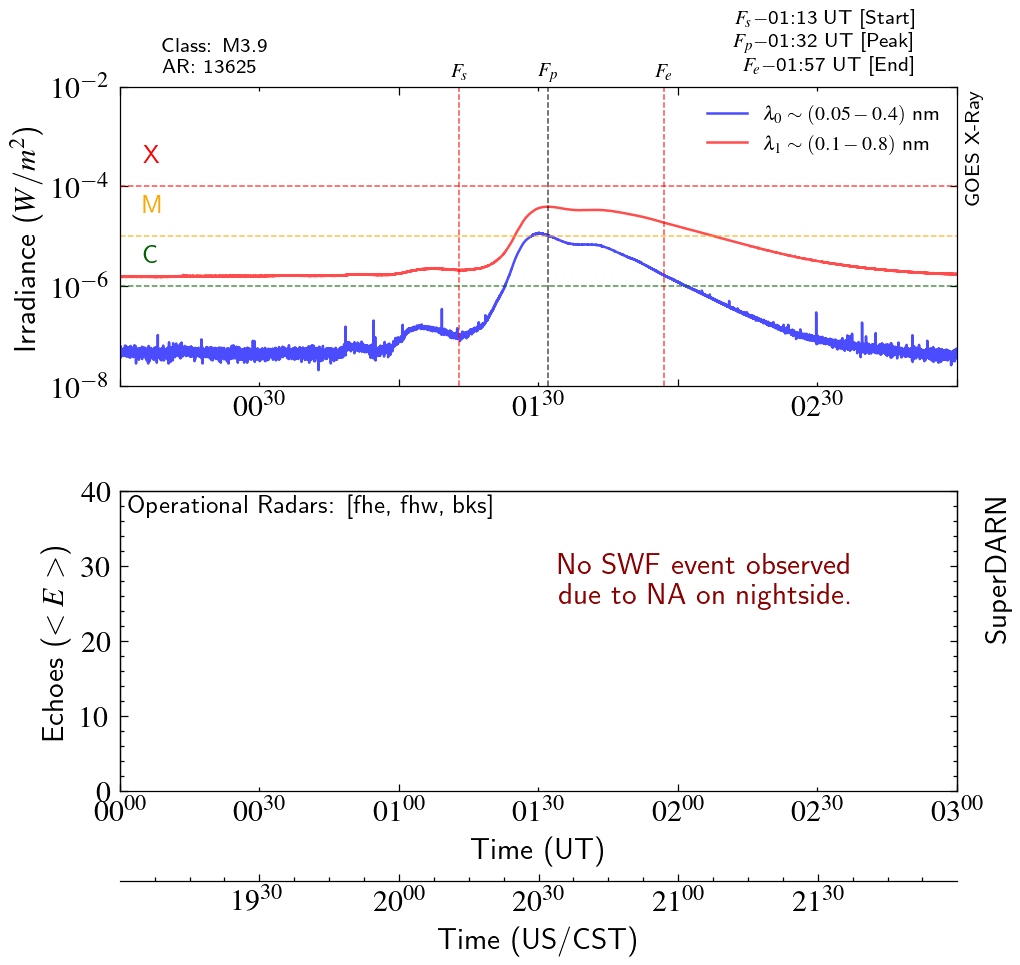 F_s−01:13 UT [Start]
Class: M3.9
F_p−01:32 UT [Peak]
AR: 13625
F_e−01:57 UT [End]
F_s F_p F_e
10^−2
λ_0 ∼ (0.05 − 0.4) nm
λ_1 ∼ (0.1 − 0.8) nm
GOES X-Ray
X
10^−4
M
Irradiance (W/m^2)
C
10^−6
10^−8
00^30 01^30 02^30
40
Operational Radars: [fhe, fhw, bks]
No SWF event observed
due to NA on nightside.
30
SuperDARN
Echoes (< E >)
20
10
0
00^00 00^30 01^00 01^30 02^00 02^30 03^00
Time (UT)
19^30 20^00 20^30 21^00 21^30
Time (US/CST)